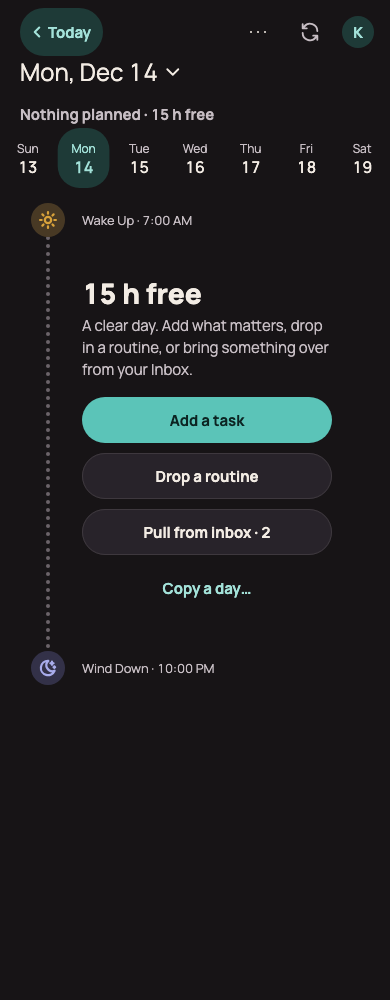 Today
...
K
Mon, Dec 14
Nothing planned · 15 h free
Sun Mon Tue Wed Thu Fri Sat
13 14 15 16 17 18 19
Wake Up · 7:00 AM
15 h free
A clear day. Add what matters, drop
in a routine, or bring something over
from your Inbox.
Add a task
Drop a routine
Pull from inbox · 2
Copy a day…
Wind Down · 10:00 PM